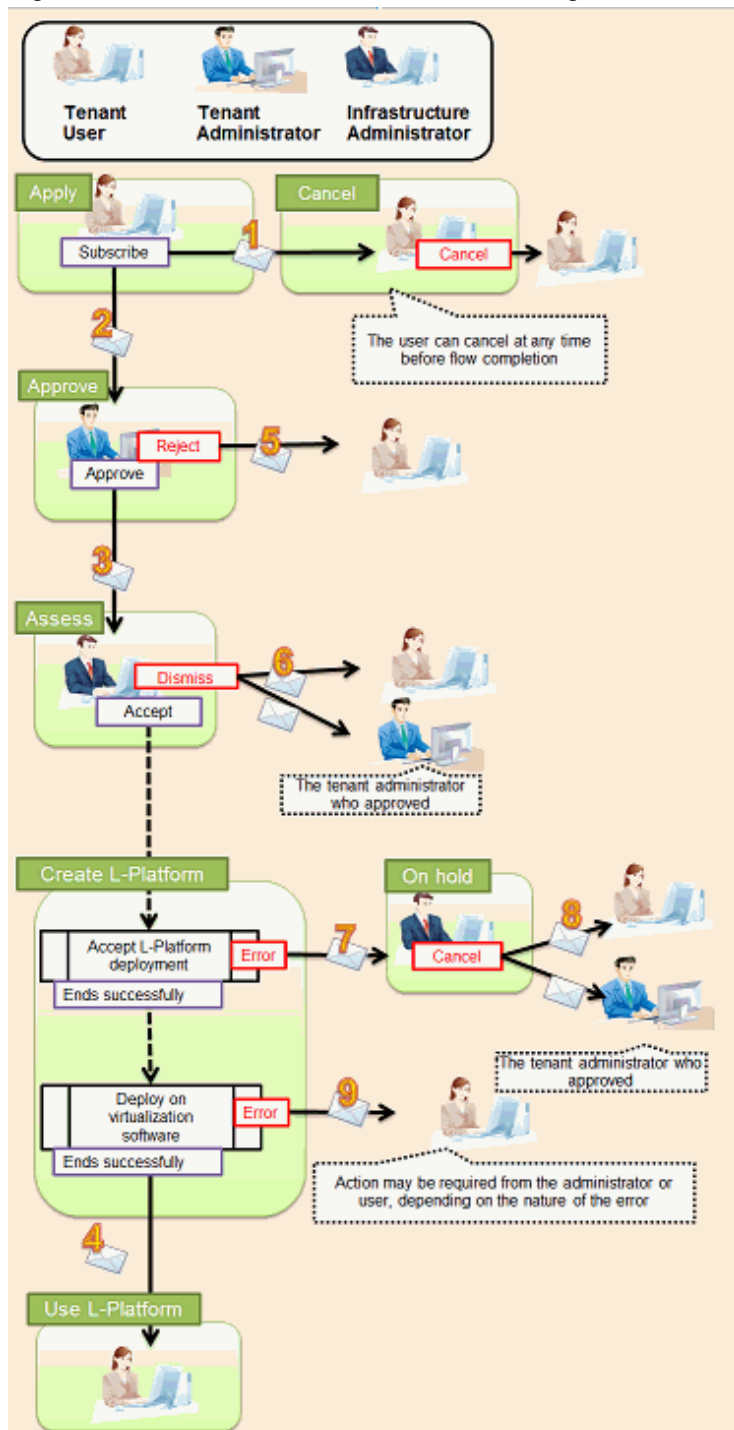 Tenant
User
Tenant
Administrator
Infrastructure
Administrator
Apply
Cancel
Subscribe
1
Cancel
2
The user can cancel at any time
before flow completion
Approve
Reject
5
Approve
3
Assess
Dismiss
6
Accept
The tenant administrator
who approved
Create L-Platform
On hold
Accept L-Platform
deployment
Error
7
Cancel
8
Ends successfully
The tenant administrator who
approved
Deploy on
virtualization
software
Error
9
Ends successfully
Action may be required from the administrator or
user, depending on the nature of the error
4
Use L-Platform